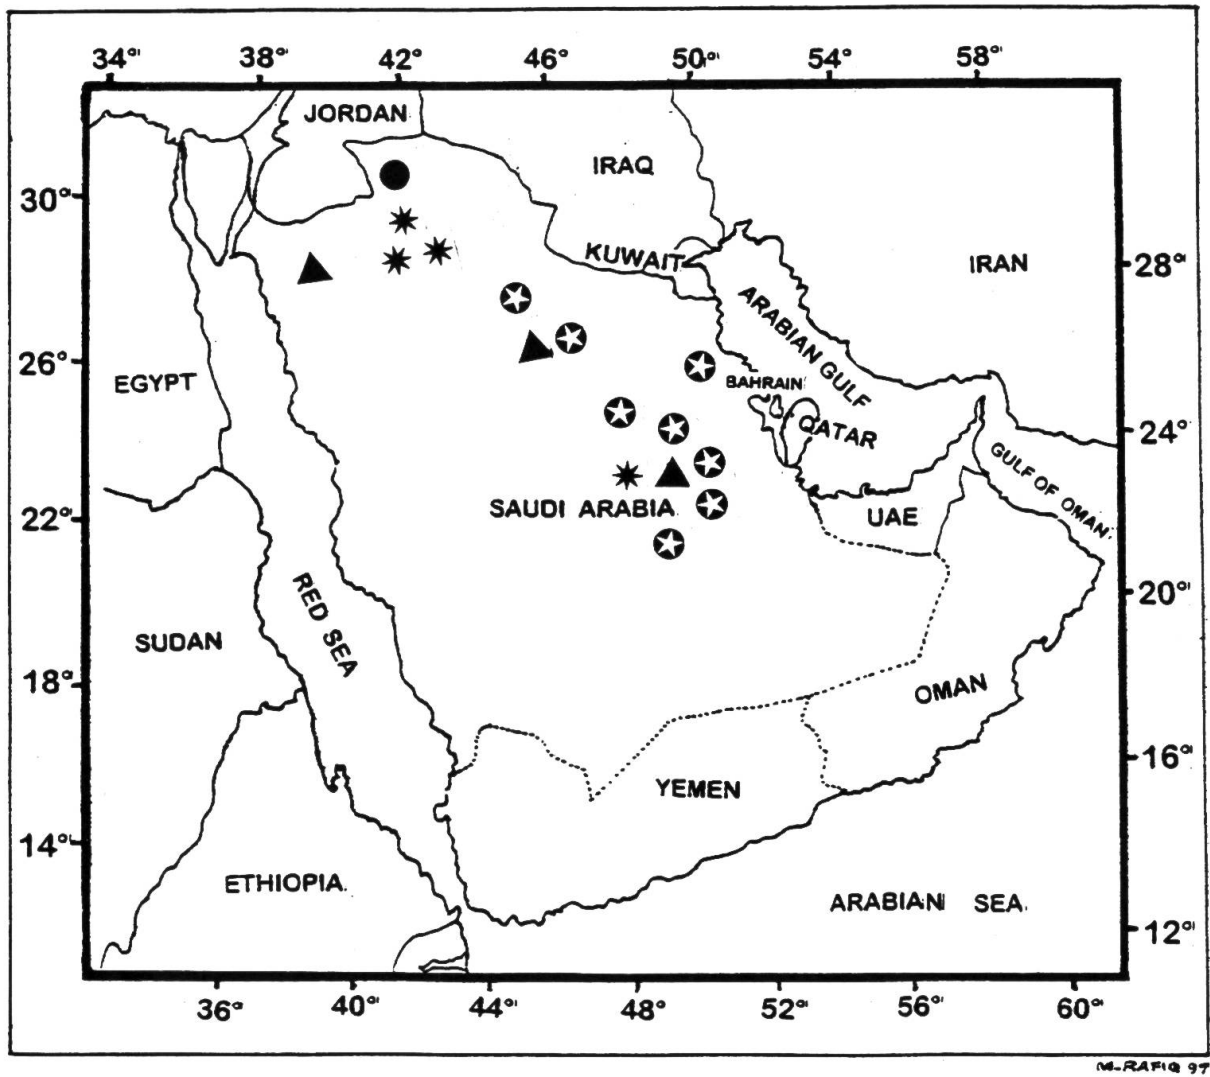 34°' 38°' 42°' 46°' 50°' 54°' 58°'
JORDAN
IRAQ
30°'
KUWAIT
IRAN
28°'
ARABIAN GULF
26°'
EGYPT
BAHRAIN
QATAR
24°'
GULF OF OMAN
SAUDI ARABIA
22°'
UAE
RED SEA
20°'
SUDAN
18°'
OMAN
16°'
YEMEN
14°'
ETHIOPIA.
ARABIAN SEA.
12°'
36°' 40°' 44°' 48°' 52°' 56°' 60°'
M-RAFIQ 97